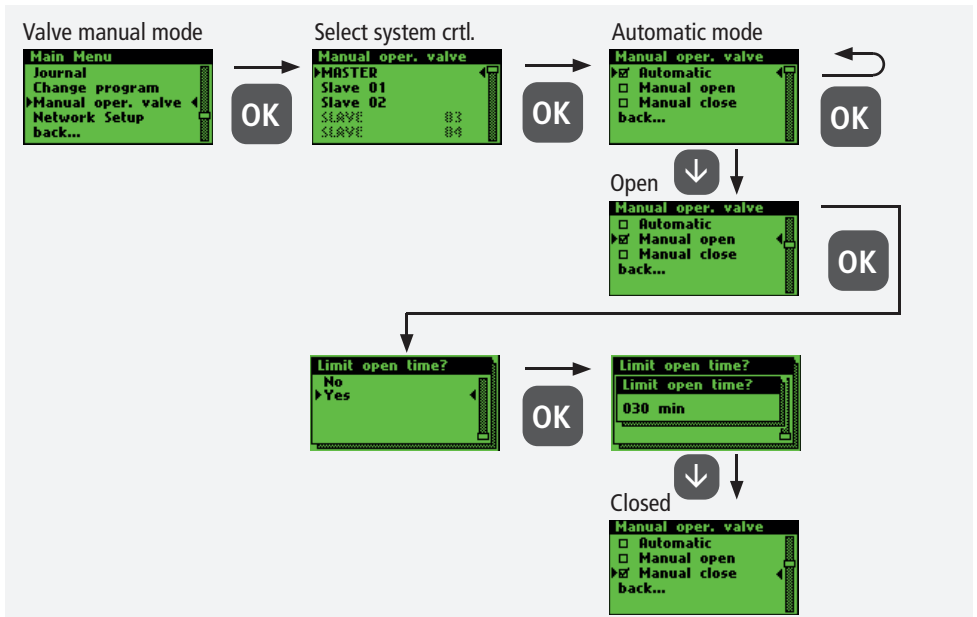 Valve manual mode
Main Menu
Journal
Change program
Manual oper. valve
Network Setup
back...
OK
Select system crtl.
Manual oper. valve
MASTER
Slave 01
Slave 02
SLAVE 03
SLAVE 04
OK
Automatic mode
Manual oper. valve
Automatic
Manual open
Manual close
back...
OK
Open
Manual oper. valve
Automatic
Manual open
Manual close
back...
OK
Limit open time?
No
Yes
OK
Limit open time?
Limit open time?
030 min
Closed
Manual oper. valve
Automatic
Manual open
Manual close
back...